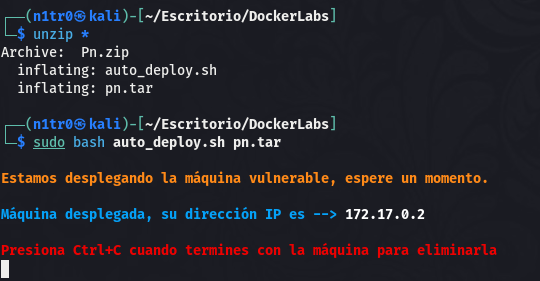 ┌──(n1tr0㉿kali)-[~/Escritorio/DockerLabs]
└─$ unzip *
Archive:  Pn.zip
  inflating: auto_deploy.sh
  inflating: pn.tar
┌──(n1tr0㉿kali)-[~/Escritorio/DockerLabs]
└─$ sudo bash auto_deploy.sh pn.tar
Estamos desplegando la máquina vulnerable, espere un momento.
Máquina desplegada, su dirección IP es --> 172.17.0.2
Presiona Ctrl+C cuando termines con la máquina para eliminarla